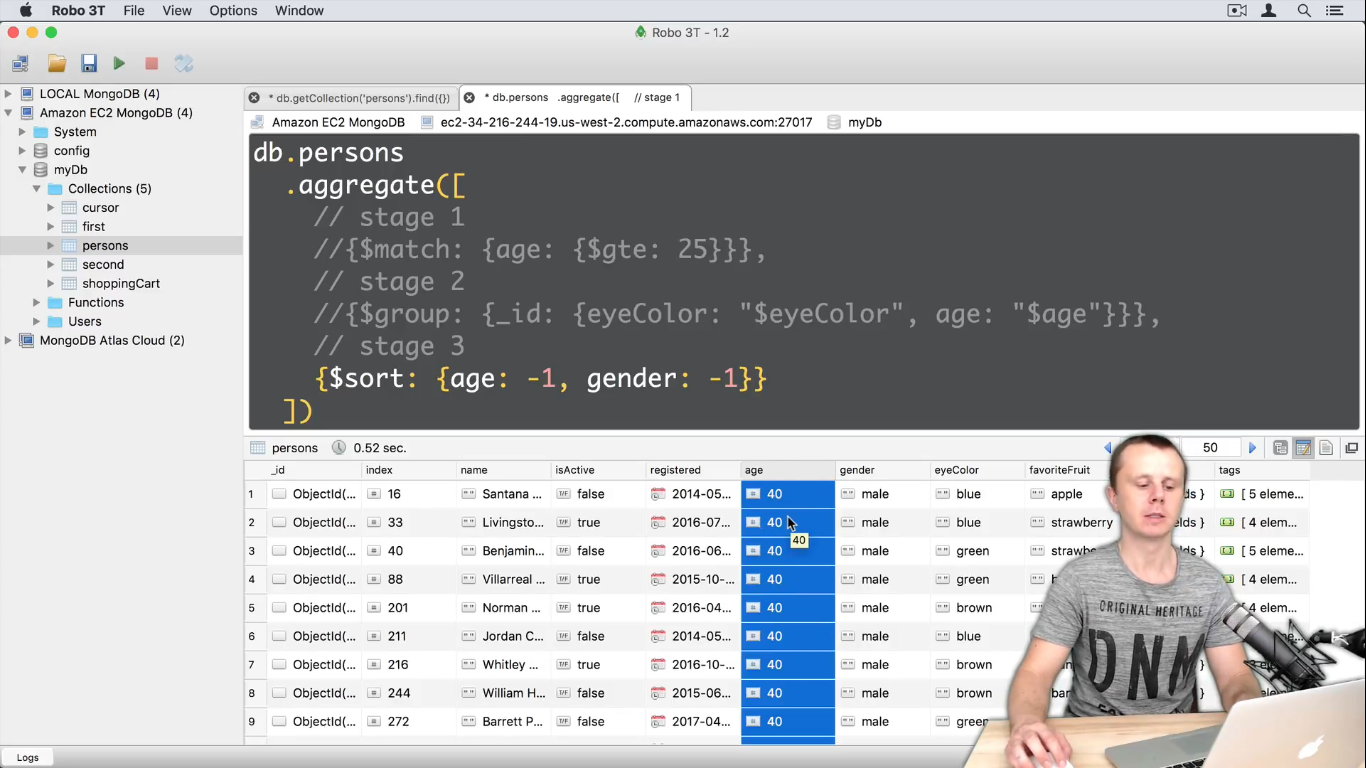 Robo 3T File View Options Window
Robo 3T - 1.2
LOCAL MongoDB (4)
Amazon EC2 MongoDB (4)
System
config
myDb
Collections (5)
cursor
first
persons
second
shoppingCart
Functions
Users
MongoDB Atlas Cloud (2)
* db.getCollection('persons').find({}) * db.persons .aggregate([ // stage 1
Amazon EC2 MongoDB ec2-34-216-244-19.us-west-2.compute.amazonaws.com:27017 myDb
db.persons
.aggregate([
// stage 1
//{$match: {age: {$gte: 25}}},
// stage 2
//{$group: {_id: {eyeColor: "$eyeColor", age: "$age"}}},
// stage 3
{$sort: {age: -1, gender: -1}}
])
persons 0.52 sec. 50
_id index name isActive registered age gender eyeColor favoriteFruit tags
1 ObjectId(... 16 Santana ... false 2014-05... 40 male blue apple [ 5 eleme...
2 ObjectId(... 33 Livingsto... true 2016-07... 40 male blue strawberry [ 4 elem...
40
3 ObjectId(... 40 Benjamin... false 2016-06... 40 male green [ 5 elem...
4 ObjectId(... 88 Villarreal ... true 2015-10-... 40 male green [ 4 elem...
5 ObjectId(... 201 Norman ... true 2016-04... 40 male brown [ 4 elem...
6 ObjectId(... 211 Jordan C... false 2014-05... 40 male blue
7 ObjectId(... 216 Whitley ... true 2016-10-... 40 male brown
8 ObjectId(... 244 William H... false 2015-06... 40 male brown
9 ObjectId(... 272 Barrett P... false 2017-04... 40 male green
ORIGINAL HERITAGE
DNM
Logs